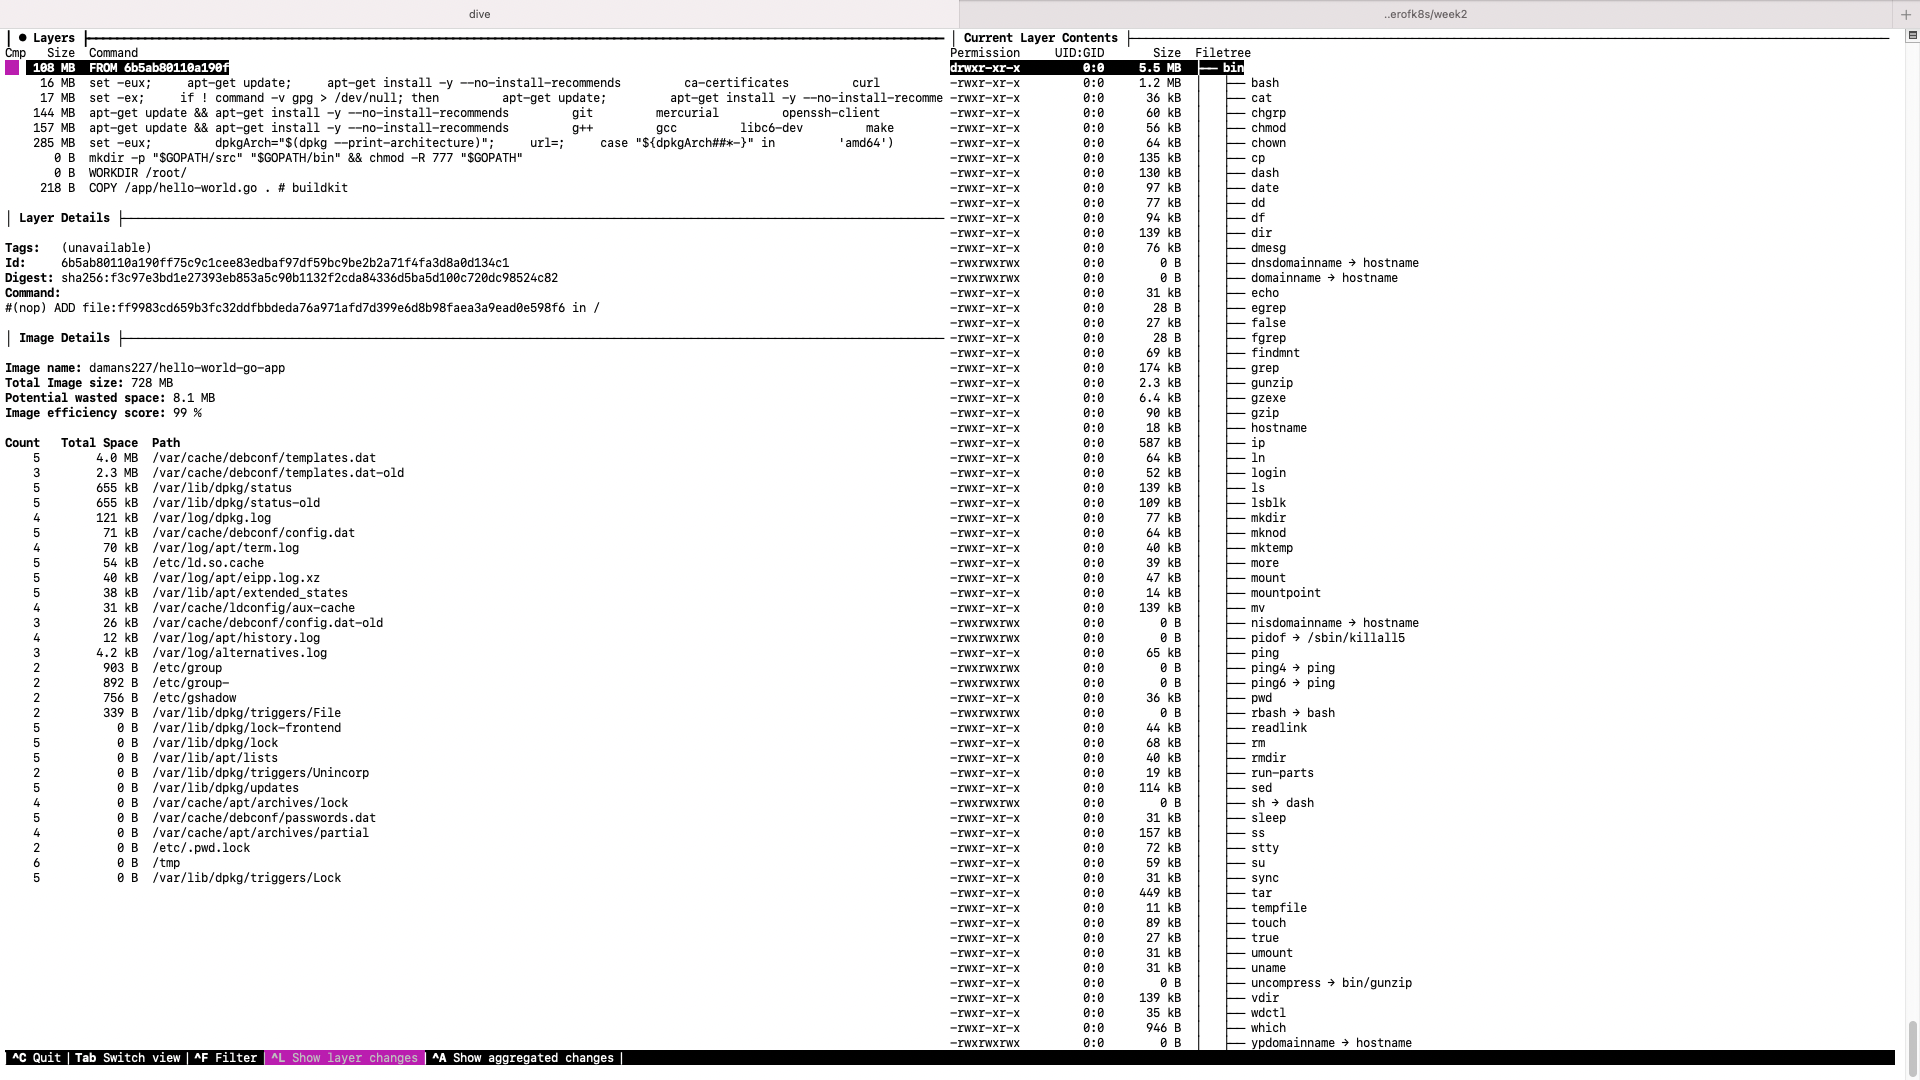 dive
..erofk8s/week2
● Layers
Cmp Size Command
108 MB FROM 6b5ab80110a190f
16 MB set -eux; apt-get update; apt-get install -y --no-install-recommends ca-certificates curl
17 MB set -ex; if ! command -v gpg > /dev/null; then apt-get update; apt-get install -y --no-install-recomme
144 MB apt-get update && apt-get install -y --no-install-recommends git mercurial openssh-client
157 MB apt-get update && apt-get install -y --no-install-recommends g++ gcc libc6-dev make
285 MB set -eux; dpkgArch="$(dpkg --print-architecture)"; url=; case "${dpkgArch##*-}" in 'amd64')
0 B mkdir -p "$GOPATH/src" "$GOPATH/bin" && chmod -R 777 "$GOPATH"
0 B WORKDIR /root/
218 B COPY /app/hello-world.go . # buildkit
Layer Details
Tags: (unavailable)
Id: 6b5ab80110a190ff75c9c1cee83edbaf97df59bc9be2b2a71f4fa3d8a0d134c1
Digest: sha256:f3c97e3bd1e27393eb853a5c90b1132f2cda84336d5ba5d100c720dc98524c82
Command:
#(nop) ADD file:ff9983cd659b3fc32ddfbbdeda76a971afd7d399e6d8b98faea3a9ead0e598f6 in /
Image Details
Image name: damans227/hello-world-go-app
Total Image size: 728 MB
Potential wasted space: 8.1 MB
Image efficiency score: 99 %
Count Total Space Path
5 4.0 MB /var/cache/debconf/templates.dat
3 2.3 MB /var/cache/debconf/templates.dat-old
5 655 kB /var/lib/dpkg/status
5 655 kB /var/lib/dpkg/status-old
4 121 kB /var/log/dpkg.log
5 71 kB /var/cache/debconf/config.dat
4 70 kB /var/log/apt/term.log
5 54 kB /etc/ld.so.cache
5 40 kB /var/log/apt/eipp.log.xz
5 38 kB /var/lib/apt/extended_states
4 31 kB /var/cache/ldconfig/aux-cache
3 26 kB /var/cache/debconf/config.dat-old
4 12 kB /var/log/apt/history.log
3 4.2 kB /var/log/alternatives.log
2 903 B /etc/group
2 892 B /etc/group-
2 756 B /etc/gshadow
2 339 B /var/lib/dpkg/triggers/File
5 0 B /var/lib/dpkg/lock-frontend
5 0 B /var/lib/dpkg/lock
5 0 B /var/lib/apt/lists
2 0 B /var/lib/dpkg/triggers/Unincorp
5 0 B /var/lib/dpkg/updates
4 0 B /var/cache/apt/archives/lock
5 0 B /var/cache/debconf/passwords.dat
4 0 B /var/cache/apt/archives/partial
2 0 B /etc/.pwd.lock
6 0 B /tmp
5 0 B /var/lib/dpkg/triggers/Lock
Current Layer Contents
Permission UID:GID Size Filetree
drwxr-xr-x 0:0 5.5 MB ├── bin
-rwxr-xr-x 0:0 1.2 MB │ ├── bash
-rwxr-xr-x 0:0 36 kB │ ├── cat
-rwxr-xr-x 0:0 60 kB │ ├── chgrp
-rwxr-xr-x 0:0 56 kB │ ├── chmod
-rwxr-xr-x 0:0 64 kB │ ├── chown
-rwxr-xr-x 0:0 135 kB │ ├── cp
-rwxr-xr-x 0:0 130 kB │ ├── dash
-rwxr-xr-x 0:0 97 kB │ ├── date
-rwxr-xr-x 0:0 77 kB │ ├── dd
-rwxr-xr-x 0:0 94 kB │ ├── df
-rwxr-xr-x 0:0 139 kB │ ├── dir
-rwxr-xr-x 0:0 76 kB │ ├── dmesg
-rwxrwxrwx 0:0 0 B │ ├── dnsdomainname → hostname
-rwxrwxrwx 0:0 0 B │ ├── domainname → hostname
-rwxr-xr-x 0:0 31 kB │ ├── echo
-rwxr-xr-x 0:0 28 B │ ├── egrep
-rwxr-xr-x 0:0 27 kB │ ├── false
-rwxr-xr-x 0:0 28 B │ ├── fgrep
-rwxr-xr-x 0:0 69 kB │ ├── findmnt
-rwxr-xr-x 0:0 174 kB │ ├── grep
-rwxr-xr-x 0:0 2.3 kB │ ├── gunzip
-rwxr-xr-x 0:0 6.4 kB │ ├── gzexe
-rwxr-xr-x 0:0 90 kB │ ├── gzip
-rwxr-xr-x 0:0 18 kB │ ├── hostname
-rwxr-xr-x 0:0 587 kB │ ├── ip
-rwxr-xr-x 0:0 64 kB │ ├── ln
-rwxr-xr-x 0:0 52 kB │ ├── login
-rwxr-xr-x 0:0 139 kB │ ├── ls
-rwxr-xr-x 0:0 109 kB │ ├── lsblk
-rwxr-xr-x 0:0 77 kB │ ├── mkdir
-rwxr-xr-x 0:0 64 kB │ ├── mknod
-rwxr-xr-x 0:0 40 kB │ ├── mktemp
-rwxr-xr-x 0:0 39 kB │ ├── more
-rwxr-xr-x 0:0 47 kB │ ├── mount
-rwxr-xr-x 0:0 14 kB │ ├── mountpoint
-rwxr-xr-x 0:0 139 kB │ ├── mv
-rwxrwxrwx 0:0 0 B │ ├── nisdomainname → hostname
-rwxrwxrwx 0:0 0 B │ ├── pidof → /sbin/killall5
-rwxr-xr-x 0:0 65 kB │ ├── ping
-rwxrwxrwx 0:0 0 B │ ├── ping4 → ping
-rwxrwxrwx 0:0 0 B │ ├── ping6 → ping
-rwxr-xr-x 0:0 36 kB │ ├── pwd
-rwxrwxrwx 0:0 0 B │ ├── rbash → bash
-rwxr-xr-x 0:0 44 kB │ ├── readlink
-rwxr-xr-x 0:0 68 kB │ ├── rm
-rwxr-xr-x 0:0 40 kB │ ├── rmdir
-rwxr-xr-x 0:0 19 kB │ ├── run-parts
-rwxr-xr-x 0:0 114 kB │ ├── sed
-rwxrwxrwx 0:0 0 B │ ├── sh → dash
-rwxr-xr-x 0:0 31 kB │ ├── sleep
-rwxr-xr-x 0:0 157 kB │ ├── ss
-rwxr-xr-x 0:0 72 kB │ ├── stty
-rwxr-xr-x 0:0 59 kB │ ├── su
-rwxr-xr-x 0:0 31 kB │ ├── sync
-rwxr-xr-x 0:0 449 kB │ ├── tar
-rwxr-xr-x 0:0 11 kB │ ├── tempfile
-rwxr-xr-x 0:0 89 kB │ ├── touch
-rwxr-xr-x 0:0 27 kB │ ├── true
-rwxr-xr-x 0:0 31 kB │ ├── umount
-rwxr-xr-x 0:0 31 kB │ ├── uname
-rwxr-xr-x 0:0 0 B │ ├── uncompress → bin/gunzip
-rwxr-xr-x 0:0 139 kB │ ├── vdir
-rwxr-xr-x 0:0 35 kB │ ├── wdctl
-rwxr-xr-x 0:0 946 B │ ├── which
-rwxrwxrwx 0:0 0 B │ ├── ypdomainname → hostname
^C Quit | Tab Switch view | ^F Filter | ^L Show layer changes | ^A Show aggregated changes |